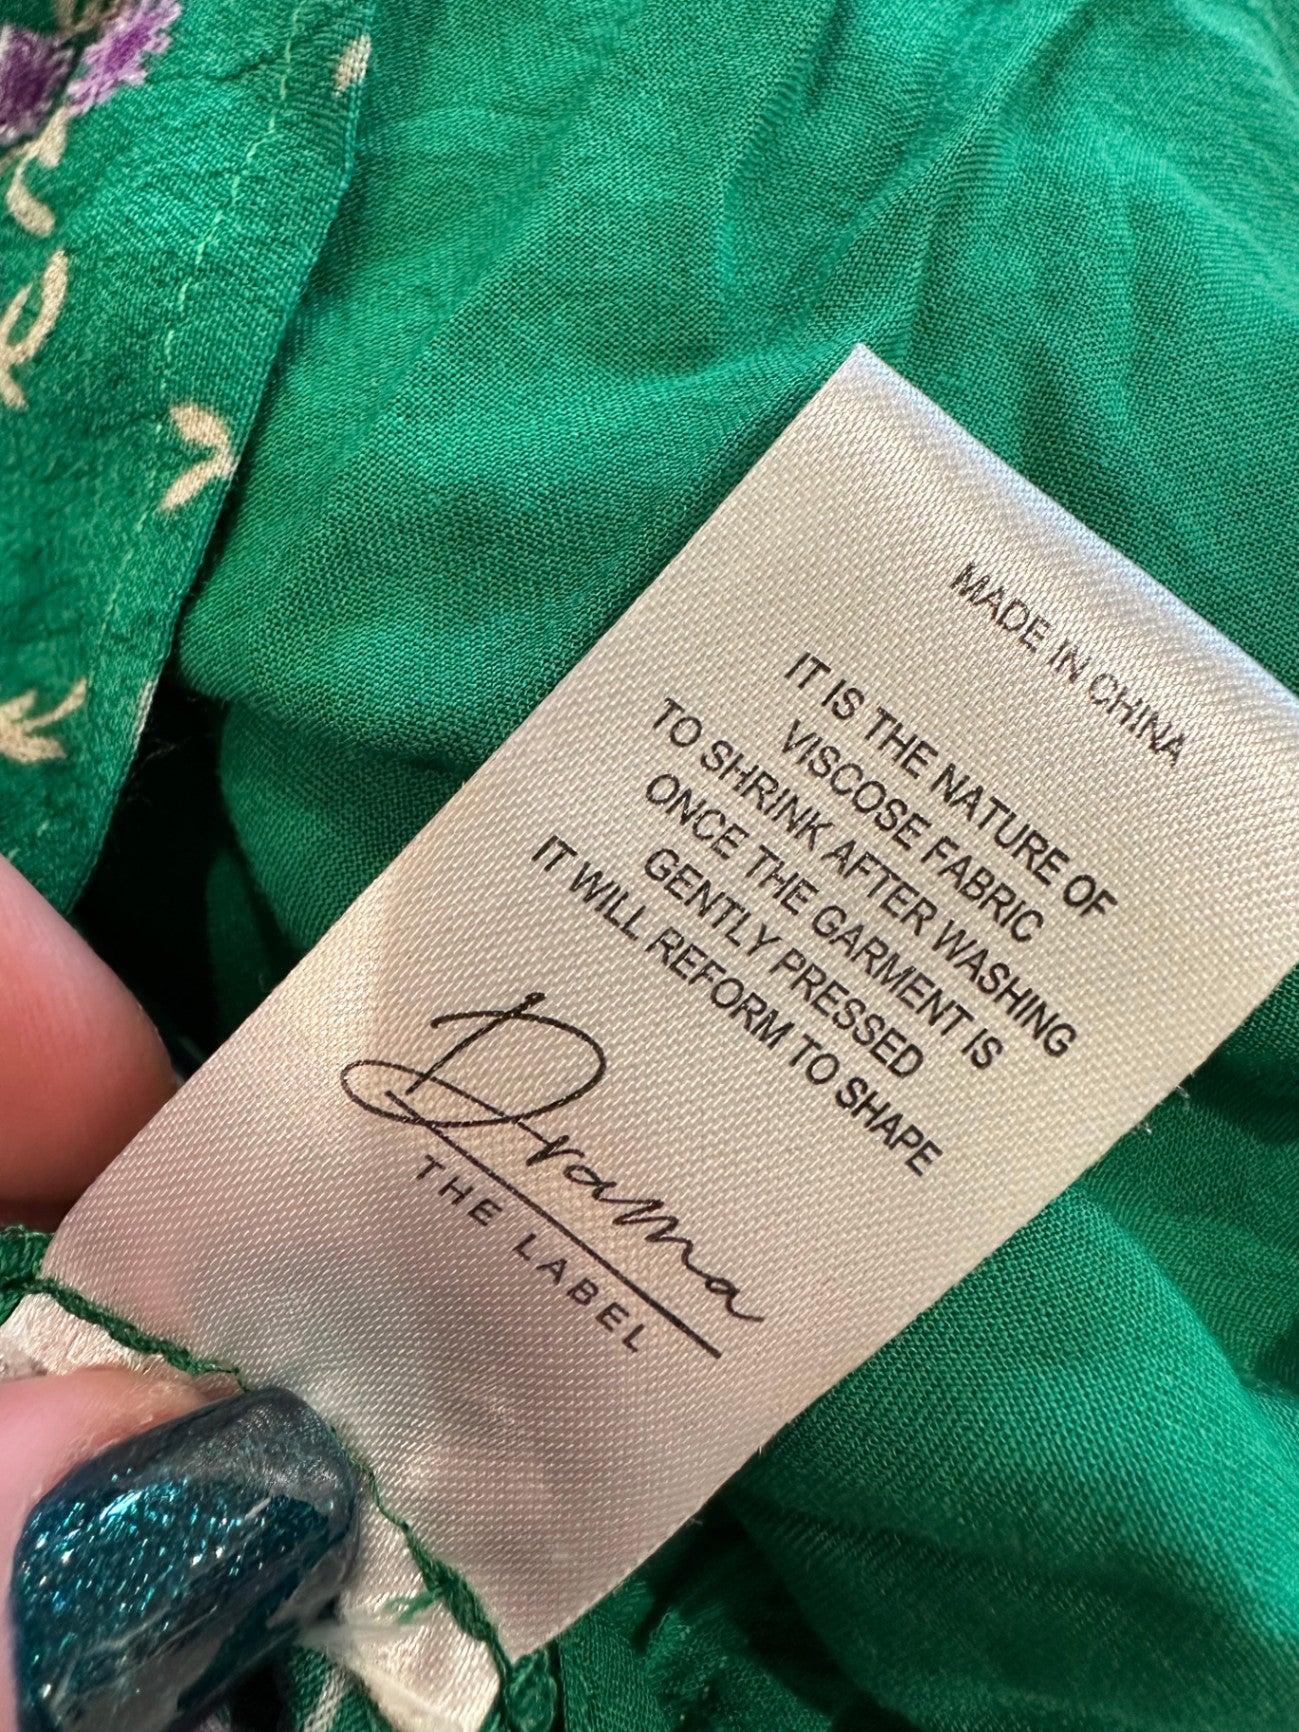 MADE IN CHINA
IT IS THE NATURE OF
VISCOSE FABRIC
TO SHRINK AFTER WASHING
ONCE THE GARMENT IS
GENTLY PRESSED
IT WILL REFORM TO SHAPE
Drama
THE LABEL